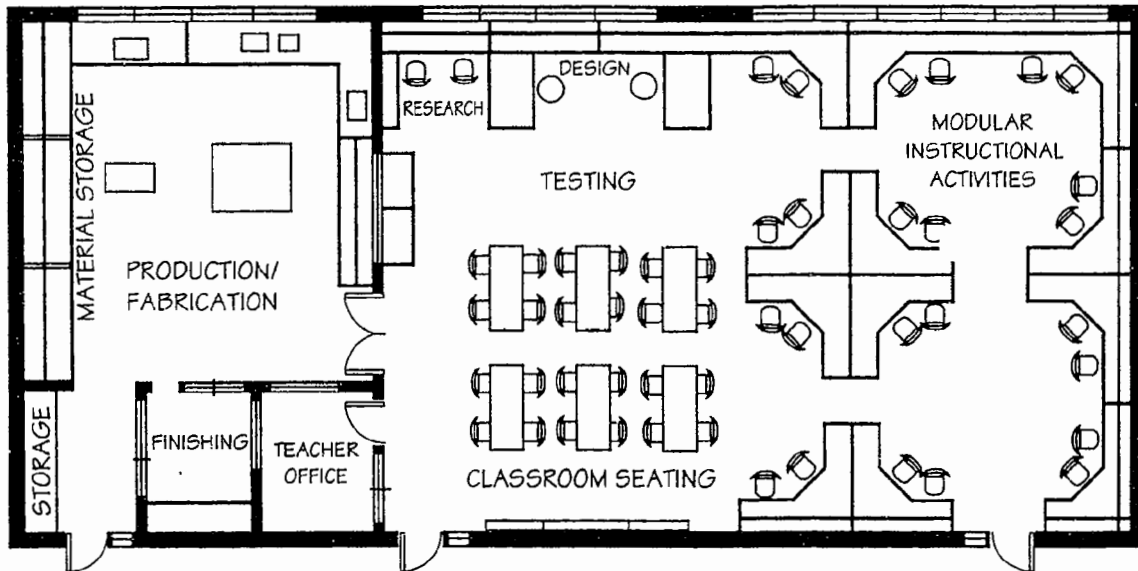 DESIGN
RESEARCH
MATERIAL STORAGE
MODULAR
INSTRUCTIONAL
ACTIVITIES
TESTING
PRODUCTION/
FABRICATION
STORAGE
FINISHING
TEACHER
OFFICE
CLASSROOM SEATING